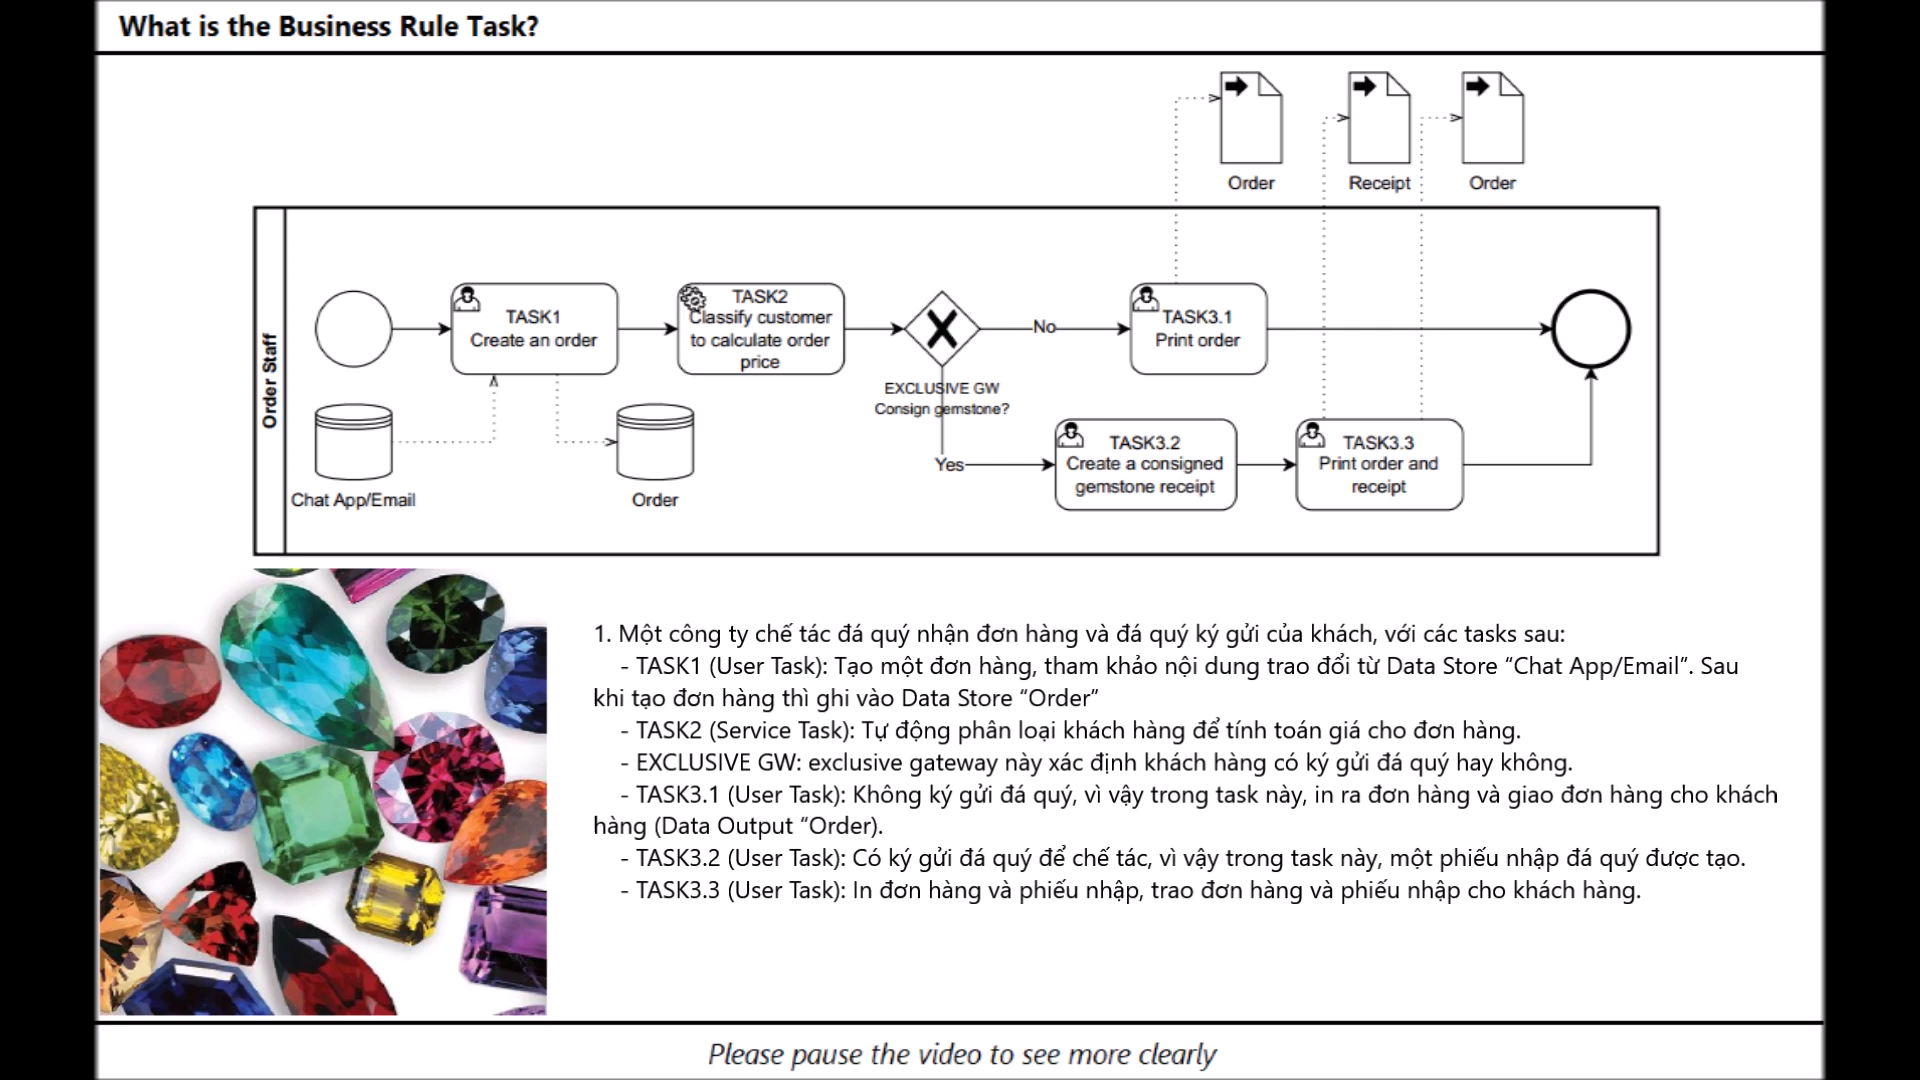 What is the Business Rule Task?
Order
Receipt
Order
Order Staff
TASK1
Create an order
TASK2
Classify customer
to calculate order
price
EXCLUSIVE GW
Consign gemstone?
No
TASK3.1
Print order
Yes
TASK3.2
Create a consigned
gemstone receipt
TASK3.3
Print order and
receipt
Chat App/Email
Order
1. Một công ty chế tác đá quý nhận đơn hàng và đá quý ký gửi của khách, với các tasks sau:
- TASK1 (User Task): Tạo một đơn hàng, tham khảo nội dung trao đổi từ Data Store “Chat App/Email”. Sau
khi tạo đơn hàng thì ghi vào Data Store “Order”
- TASK2 (Service Task): Tự động phân loại khách hàng để tính toán giá cho đơn hàng.
- EXCLUSIVE GW: exclusive gateway này xác định khách hàng có ký gửi đá quý hay không.
- TASK3.1 (User Task): Không ký gửi đá quý, vì vậy trong task này, in ra đơn hàng và giao đơn hàng cho khách
hàng (Data Output “Order).
- TASK3.2 (User Task): Có ký gửi đá quý để chế tác, vì vậy trong task này, một phiếu nhập đá quý được tạo.
- TASK3.3 (User Task): In đơn hàng và phiếu nhập, trao đơn hàng và phiếu nhập cho khách hàng.
Please pause the video to see more clearly